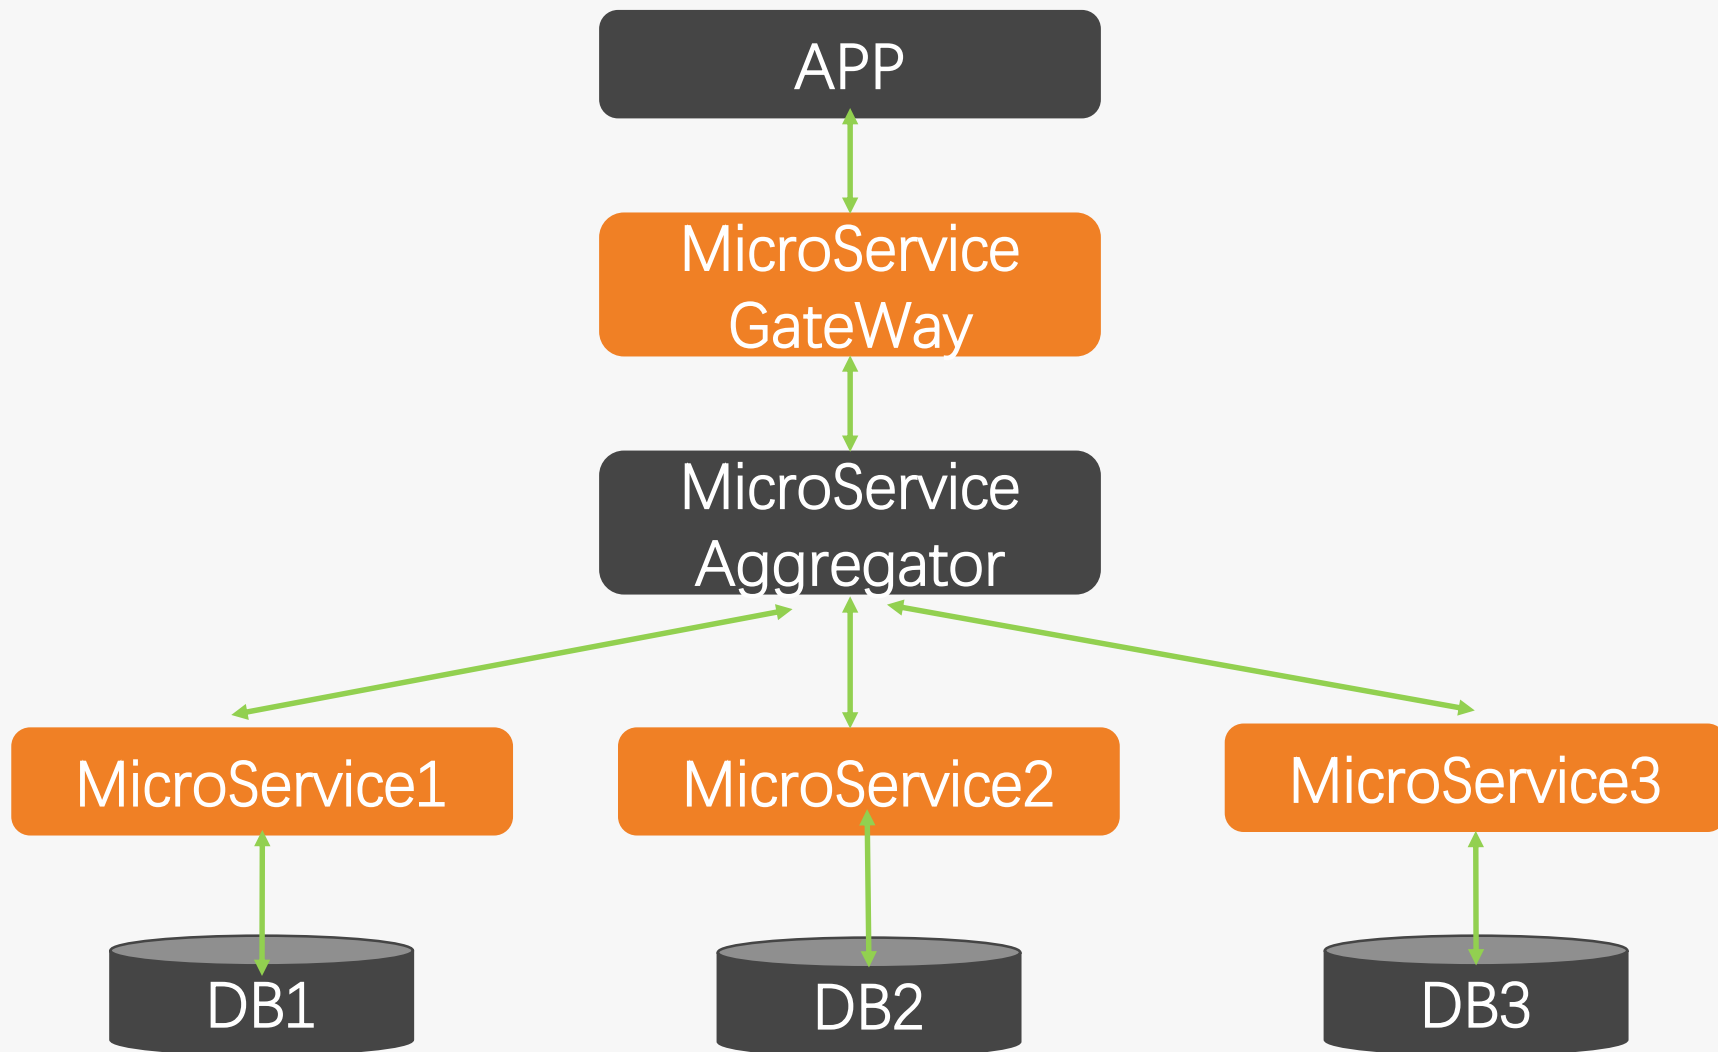 APP
MicroService
GateWay
MicroService
Aggregator
MicroService1
MicroService2
MicroService3
DB1
DB2
DB3